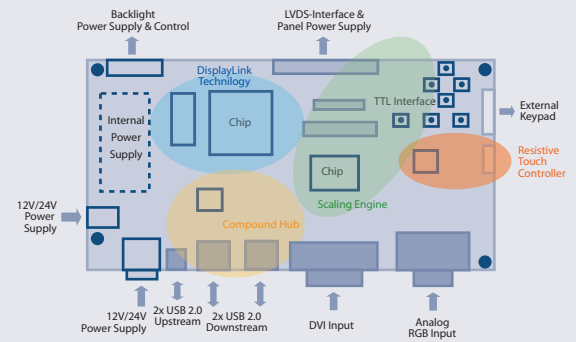 Backlight
Power Supply & Control
LVDS-Interface &
Panel Power Supply
DisplayLink
Technilogy
TTL Interface
Internal
Power
Supply
Chip
External
Keypad
Chip
Resistive
Touch
Controller
Scaling Engine
12V/24V
Power
Supply
Compound Hub
12V/24V
Power Supply
2x USB 2.0
Upstream
2x USB 2.0
Downstream
DVI Input
Analog
RGB Input